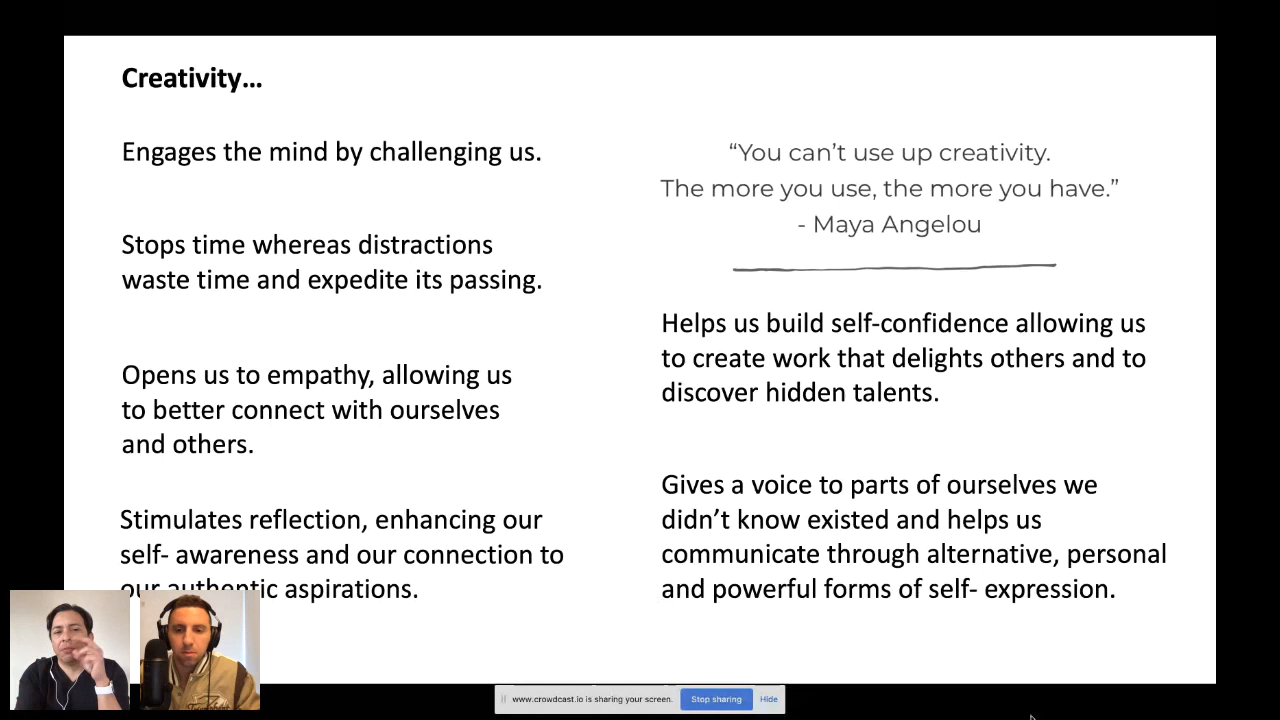 Creativity...
Engages the mind by challenging us.
Stops time whereas distractions
waste time and expedite its passing.
Opens us to empathy, allowing us
to better connect with ourselves
and others.
Stimulates reflection, enhancing our
self- awareness and our connection to
our authentic aspirations.
“You can’t use up creativity.
The more you use, the more you have.”
- Maya Angelou
Helps us build self-confidence allowing us
to create work that delights others and to
discover hidden talents.
Gives a voice to parts of ourselves we
didn’t know existed and helps us
communicate through alternative, personal
and powerful forms of self- expression.
www.crowdcast.io is sharing your screen.
Stop sharing
Hide